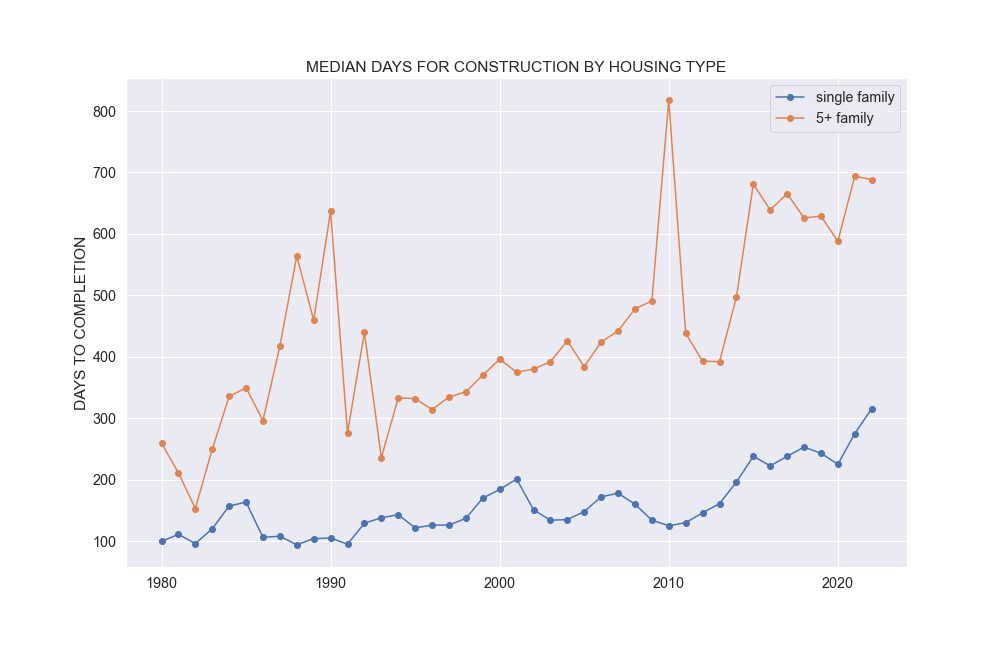 MEDIAN DAYS FOR CONSTRUCTION BY HOUSING TYPE
single family
5+ family
DAYS TO COMPLETION
800
700
600
500
400
300
200
100
1980 1990 2000 2010 2020